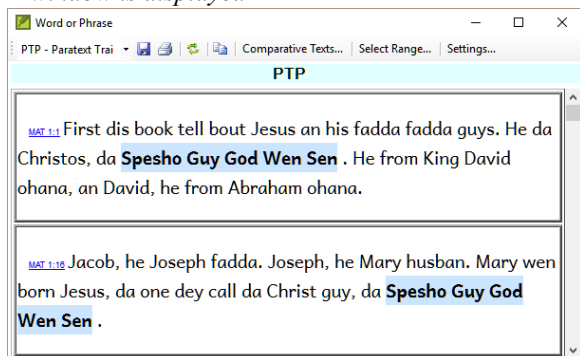 Word or Phrase
PTP - Paratext Trai Comparative Texts... Select Range... Settings...
PTP
MAT 1:1 First dis book tell bout Jesus an his fadda fadda guys. He da
Christos, da Spesho Guy God Wen Sen . He from King David
ohana, an David, he from Abraham ohana.
MAT 1:16 Jacob, he Joseph fadda. Joseph, he Mary husban. Mary wen
born Jesus, da one dey call da Christ guy, da Spesho Guy God
Wen Sen .